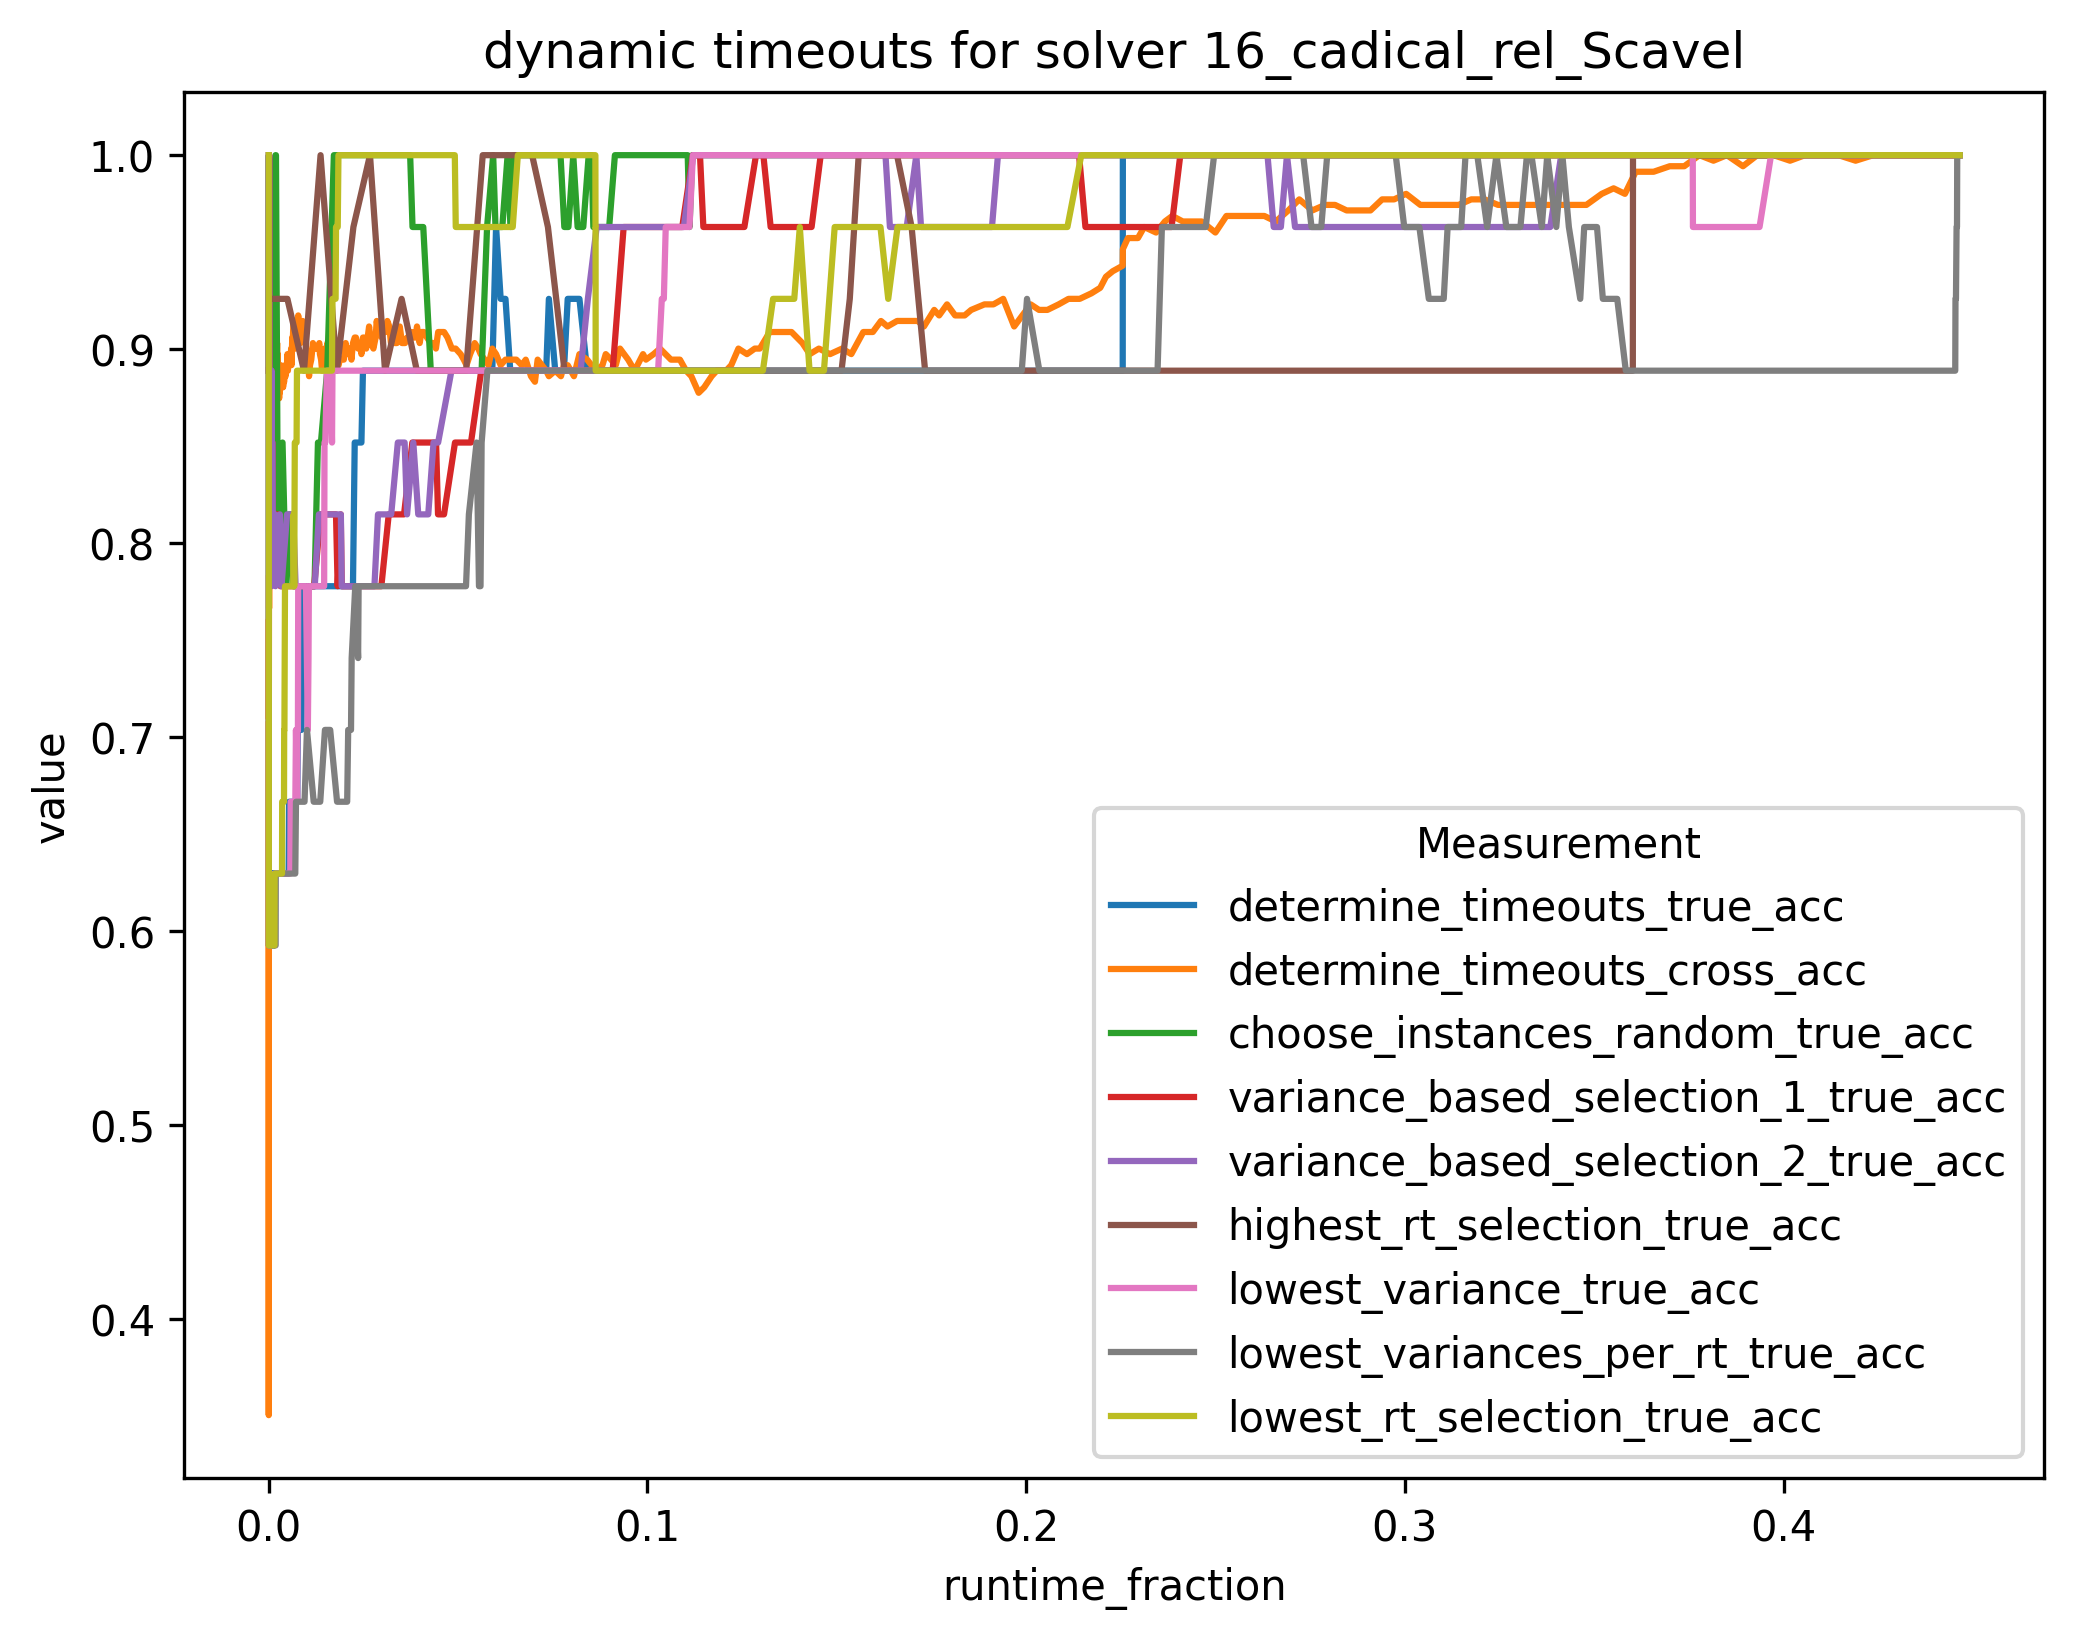 dynamic timeouts for solver 16_cadical_rel_Scavel
1.0
0.9
0.8
0.7
0.6
0.5
0.4
value
Measurement
determine_timeouts_true_acc
determine_timeouts_cross_acc
choose_instances_random_true_acc
variance_based_selection_1_true_acc
variance_based_selection_2_true_acc
highest_rt_selection_true_acc
lowest_variance_true_acc
lowest_variances_per_rt_true_acc
lowest_rt_selection_true_acc
0.0 0.1 0.2 0.3 0.4
runtime_fraction